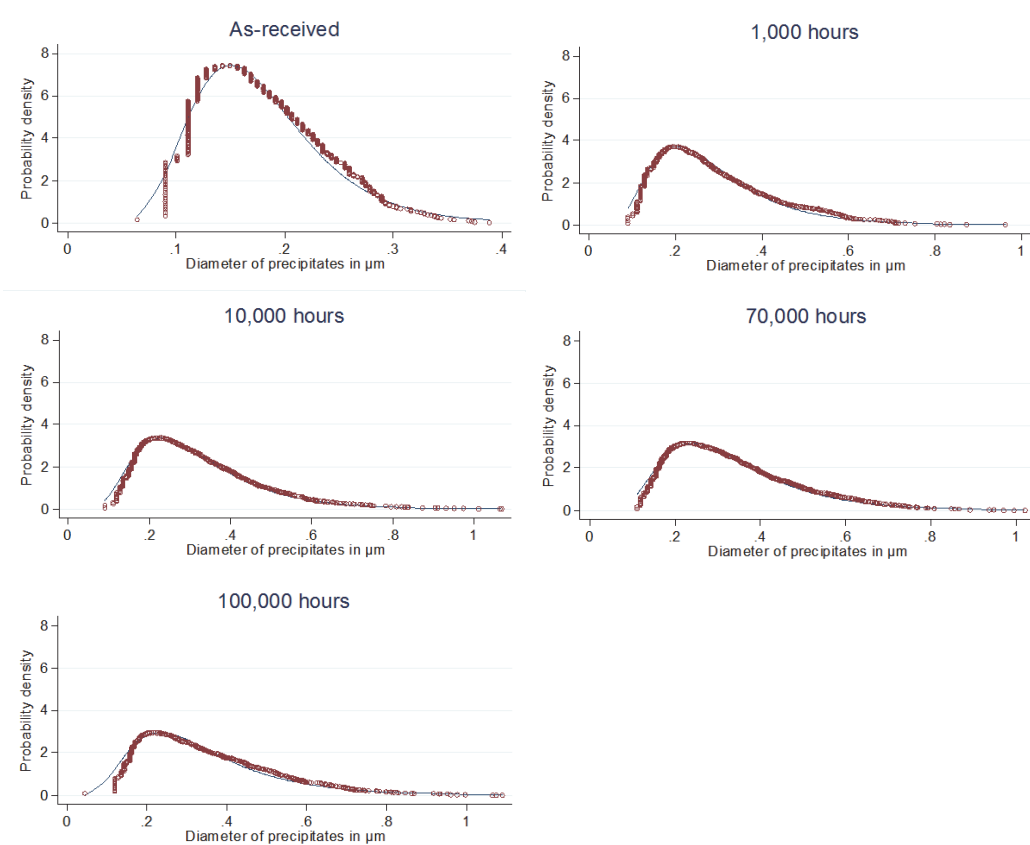 As-received
Probability density
8
6
4
2
0
0 .1 .2 .3 .4
Diameter of precipitates in µm
1,000 hours
Probability density
8
6
4
2
0
0 .2 .4 .6 .8 1
Diameter of precipitates in µm
10,000 hours
Probability density
8
6
4
2
0
0 .2 .4 .6 .8 1
Diameter of precipitates in µm
70,000 hours
Probability density
8
6
4
2
0
0 .2 .4 .6 .8 1
Diameter of precipitates in µm
100,000 hours
Probability density
8
6
4
2
0
0 .2 .4 .6 .8 1
Diameter of precipitates in µm